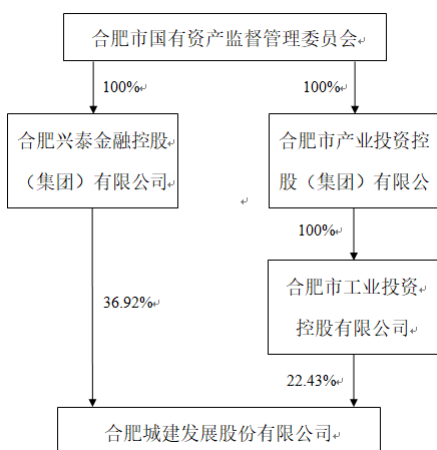 合肥市国有资产监督管理委员会
100%
100%
合肥兴泰金融控股
（集团）有限公司
合肥市产业投资控
股（集团）有限公
100%
合肥市工业投资
控股有限公司
36.92%
22.43%
合肥城建发展股份有限公司